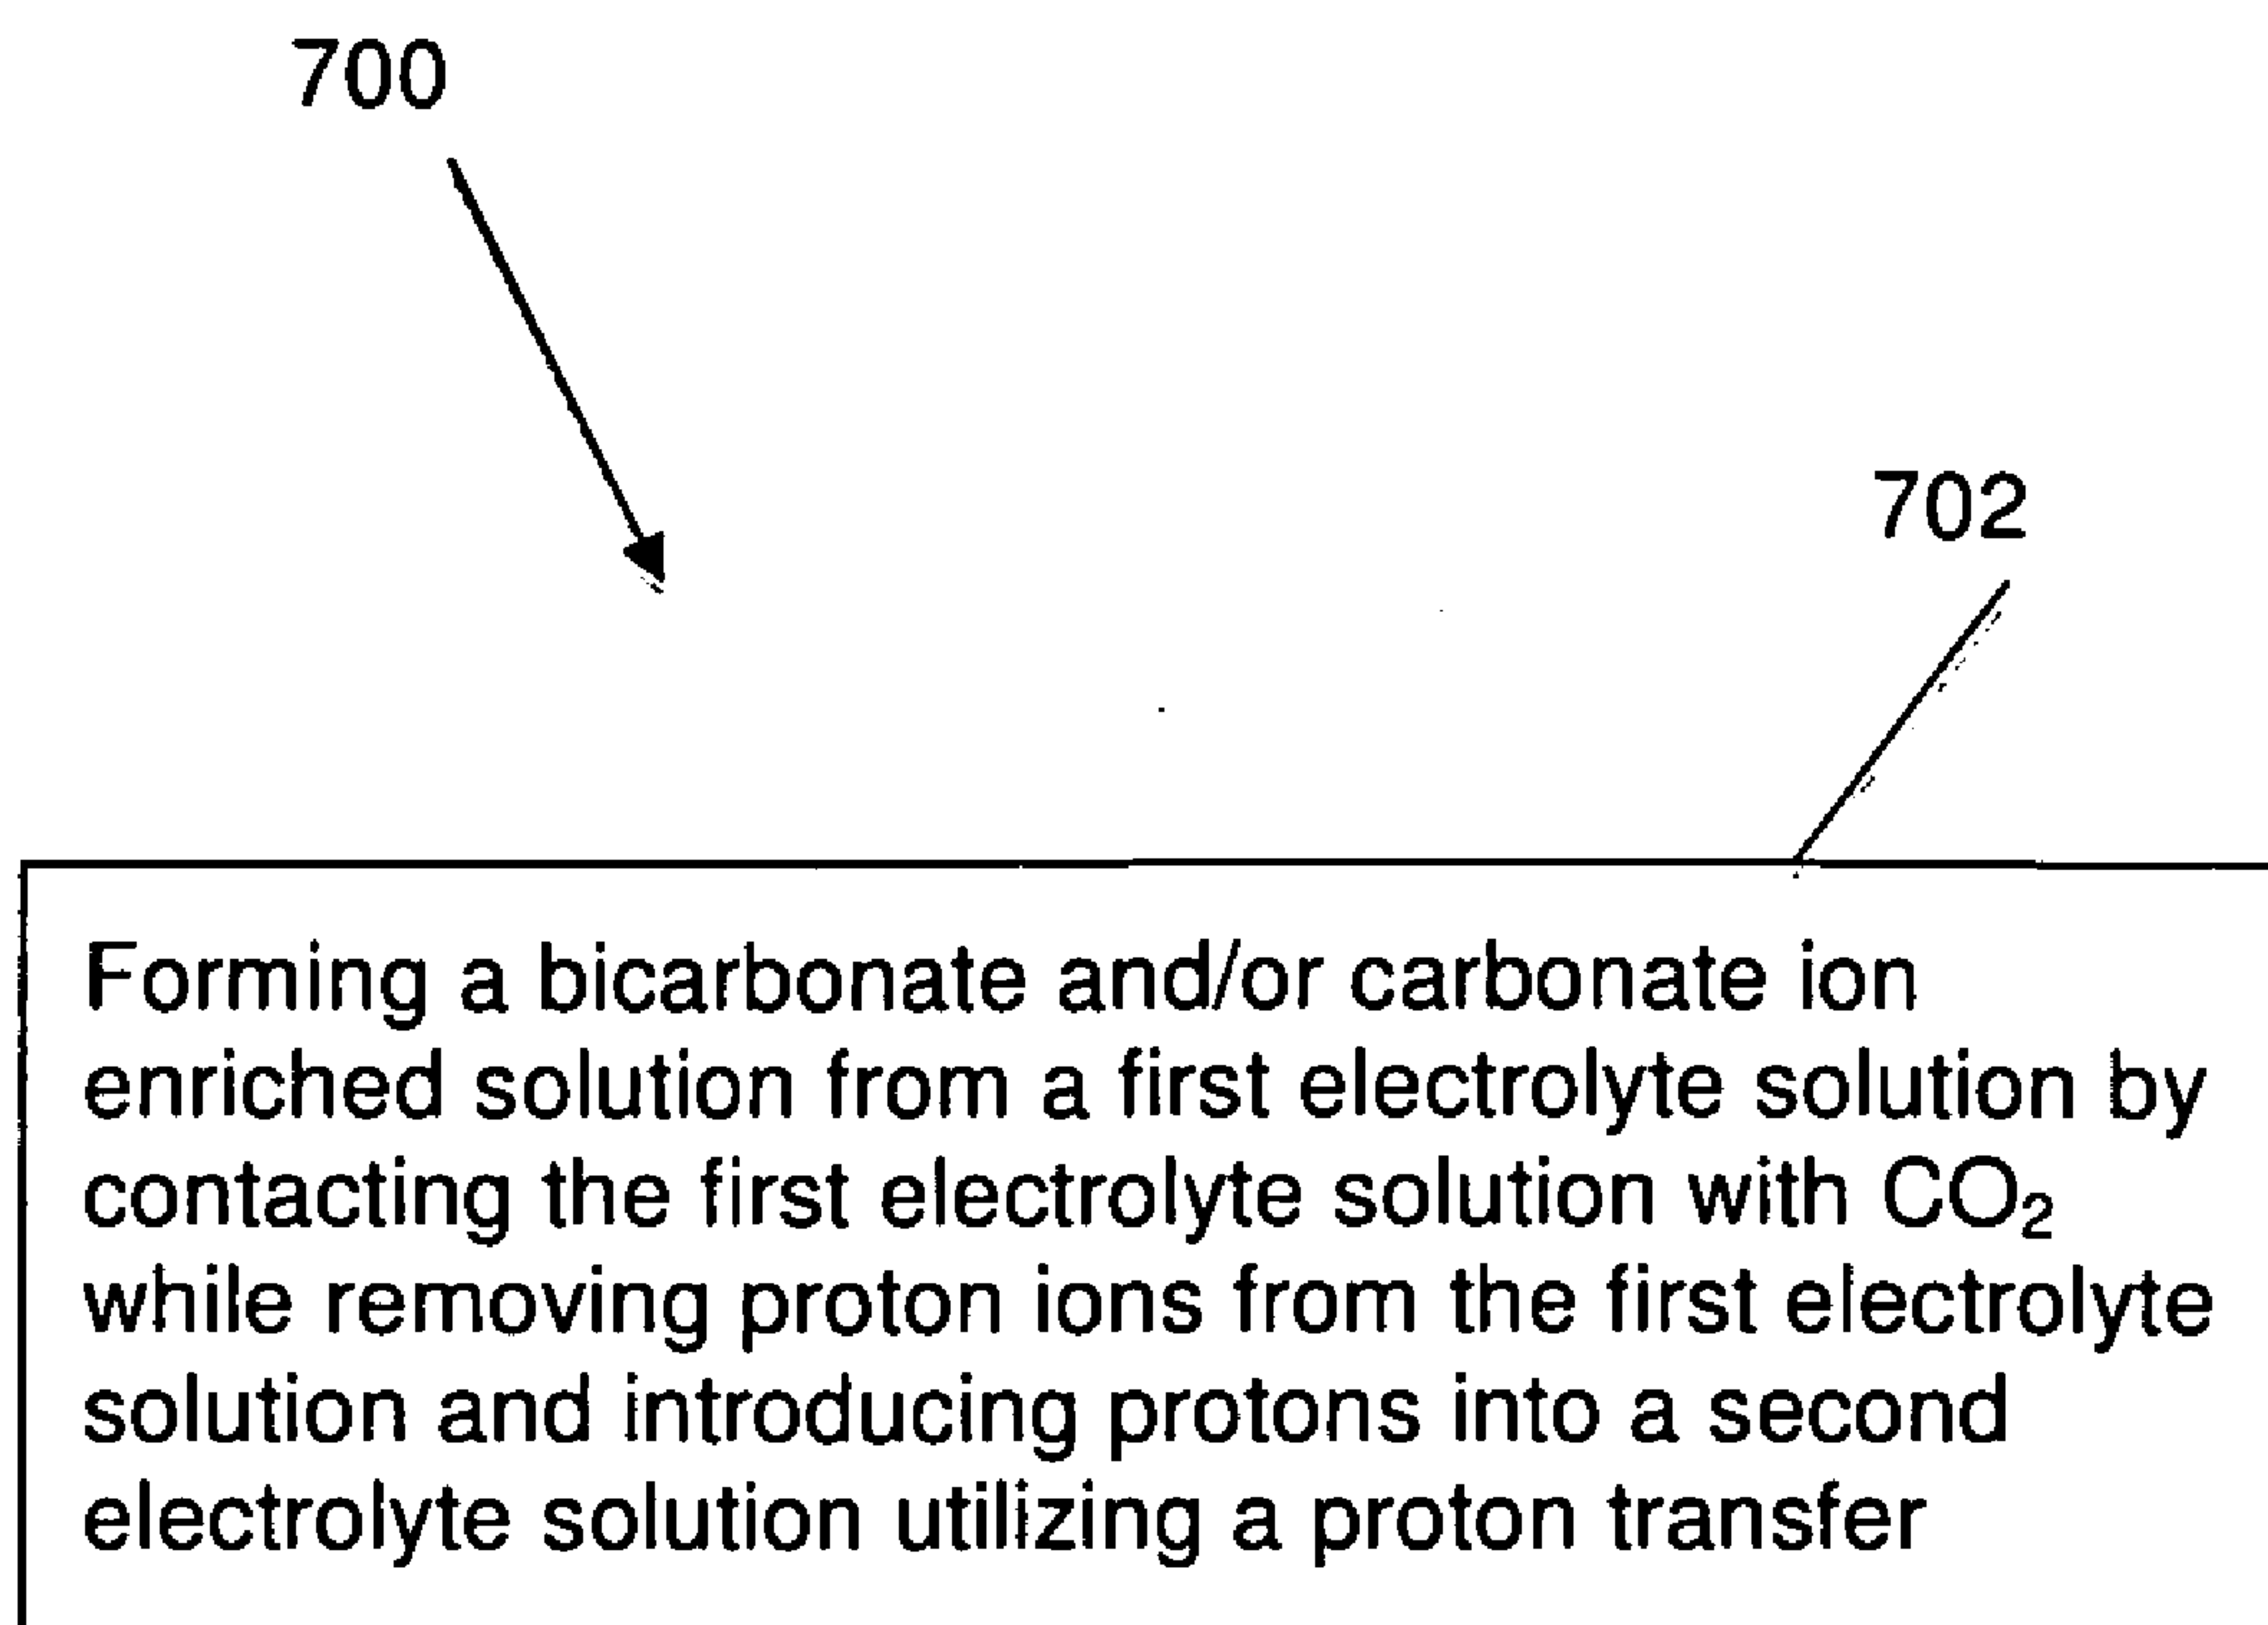 700
702
Forming a bicarbonate and/or carbonate ion
enriched solution from a first electrolyte solution by
contacting the first electrolyte solution with CO₂
while removing proton ions from the first electrolyte
solution and introducing protons into a second
electrolyte solution utilizing a proton transfer